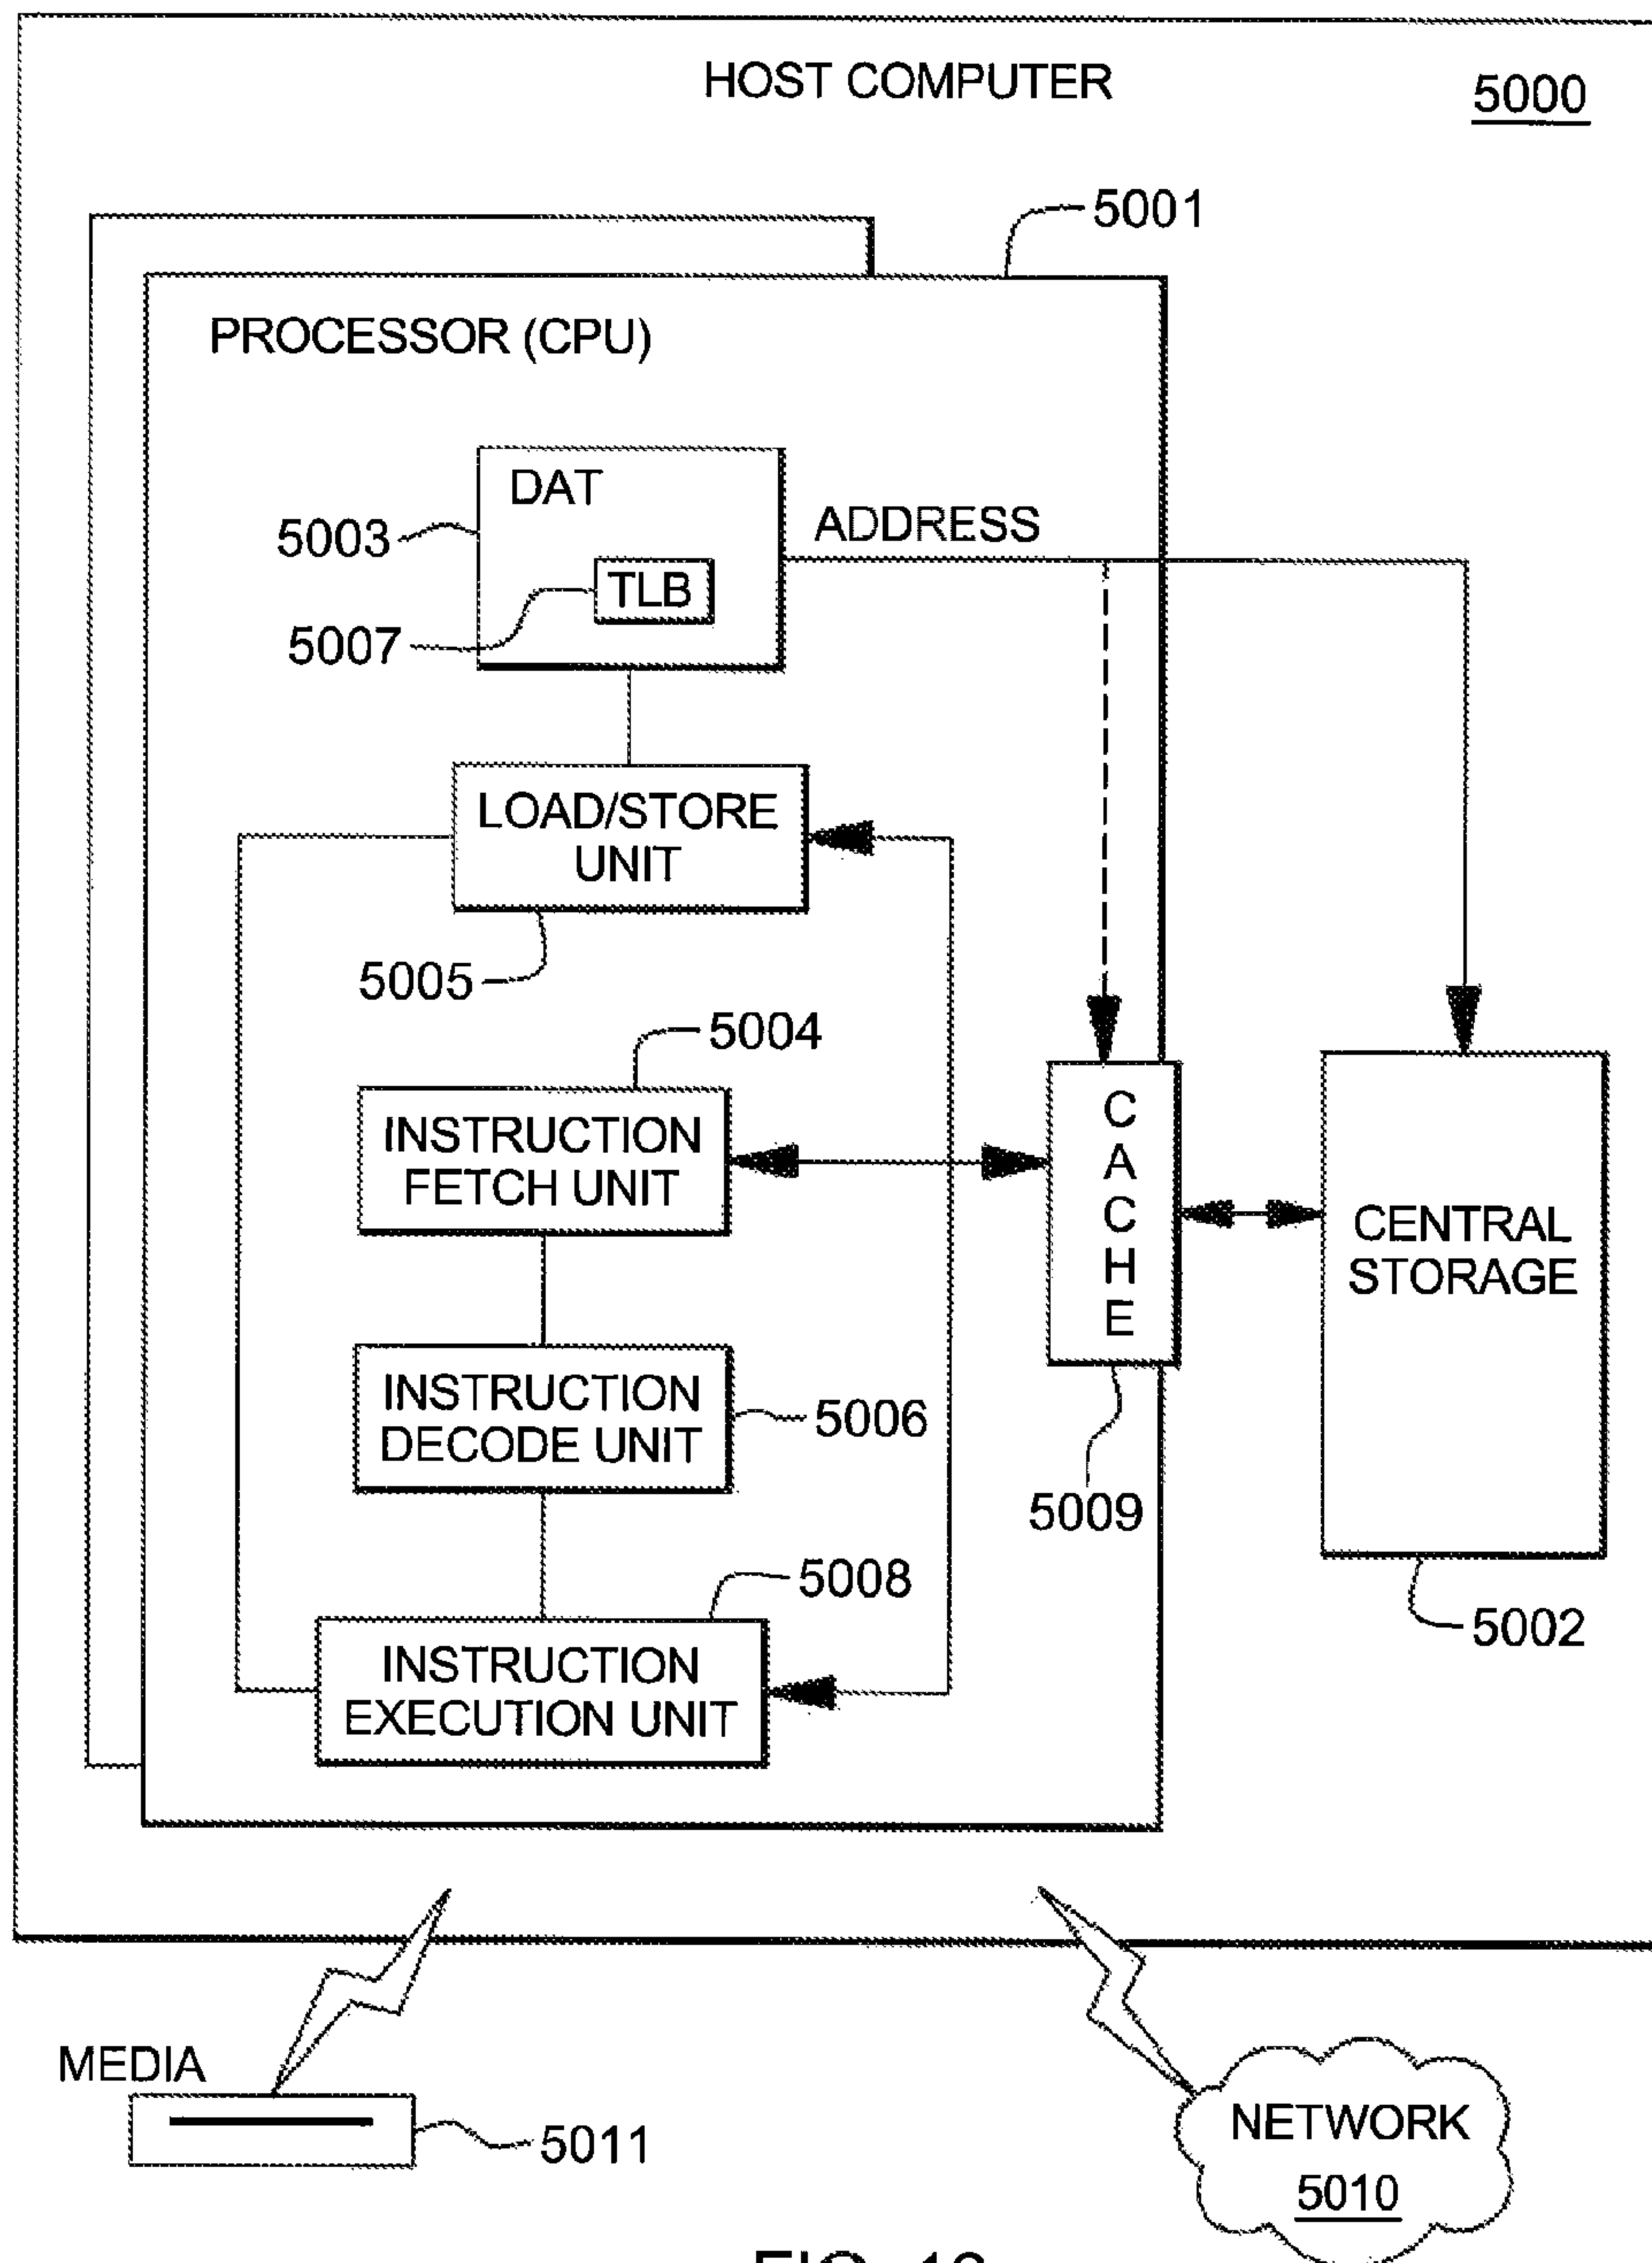 HOST COMPUTER
5000
5001
PROCESSOR (CPU)
DAT
5003
ADDRESS
TLB
5007
LOAD/STORE
UNIT
5005
5004
INSTRUCTION
FETCH UNIT
CACHE
CENTRAL
STORAGE
INSTRUCTION
DECODE UNIT
5006
5009
5008
5002
INSTRUCTION
EXECUTION UNIT
MEDIA
5011
NETWORK
5010